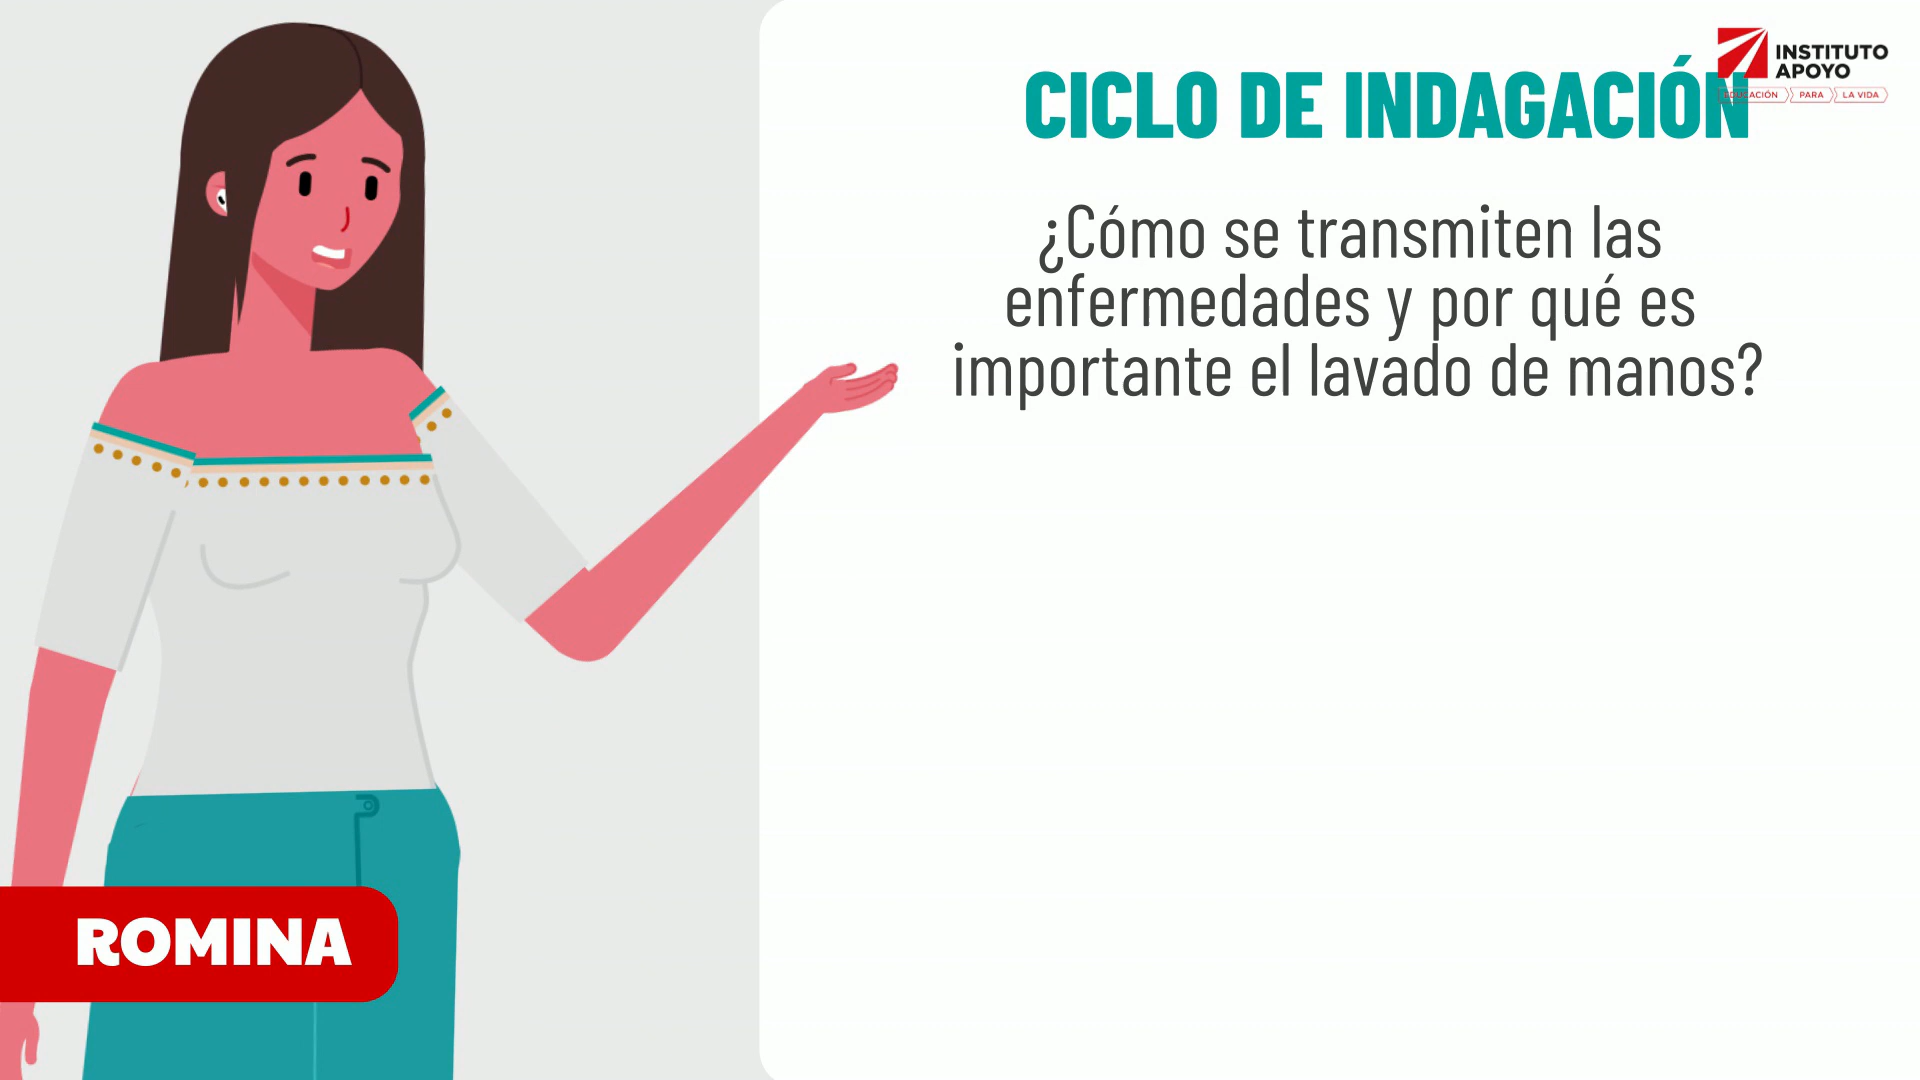 CICLO DE INDAGACIÓN
INSTITUTO
APOYO
EDUCACIÓN PARA LA VIDA
¿Cómo se transmiten las
enfermedades y por qué es
importante el lavado de manos?
ROMINA